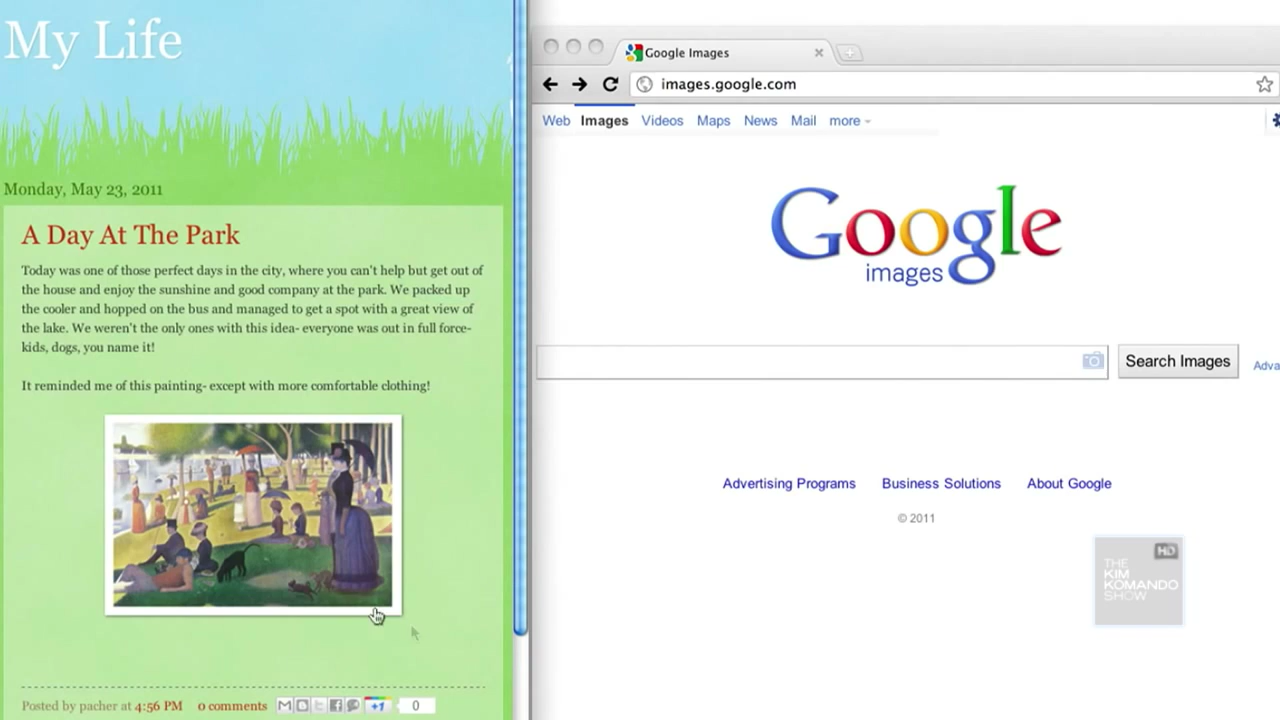 My Life
Monday, May 23, 2011
A Day At The Park
Today was one of those perfect days in the city, where you can't help but get out of
the house and enjoy the sunshine and good company at the park. We packed up
the cooler and hopped on the bus and managed to get a spot with a great view of
the lake. We weren't the only ones with this idea- everyone was out in full force-
kids, dogs, you name it!
It reminded me of this painting- except with more comfortable clothing!
Posted by pacher at 4:56 PM 0 comments +1 0
Google Images
images.google.com
Web Images Videos Maps News Mail more
Google
images
Search Images
Adva
Advertising Programs Business Solutions About Google
© 2011
HD
THE
KIM
KOMANDO
SHOW